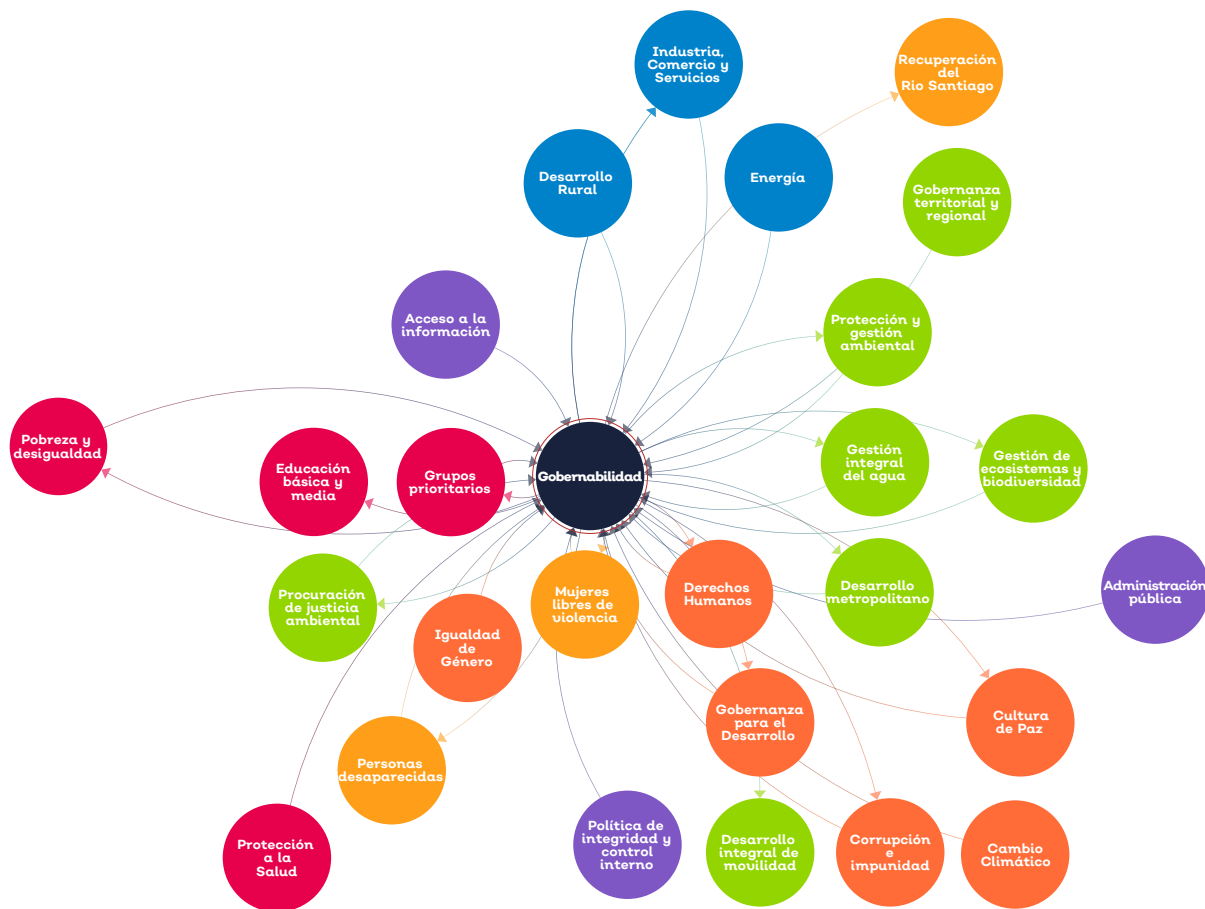 Industria,
Comercio y
Servicios
Recuperación
del
Rio Santiago
Desarrollo
Rural
Energía
Gobernanza
territorial y
regional
Acceso a la
información
Protección y
gestión
ambiental
Pobreza y
desigualdad
Educación
básica y
media
Grupos
prioritarios
Gobernabilidad
Gestión
integral
del agua
Gestión de
ecosistemas y
biodiversidad
Procuración
de justicia
ambiental
Igualdad
de
Género
Mujeres
libres de
violencia
Derechos
Humanos
Desarrollo
metropolitano
Administración
pública
Personas
desaparecidas
Gobernanza
para el
Desarrollo
Cultura
de Paz
Protección
a la
Salud
Política de
integridad y
control
interno
Desarrollo
integral de
movilidad
Corrupción
e
impunidad
Cambio
Climático